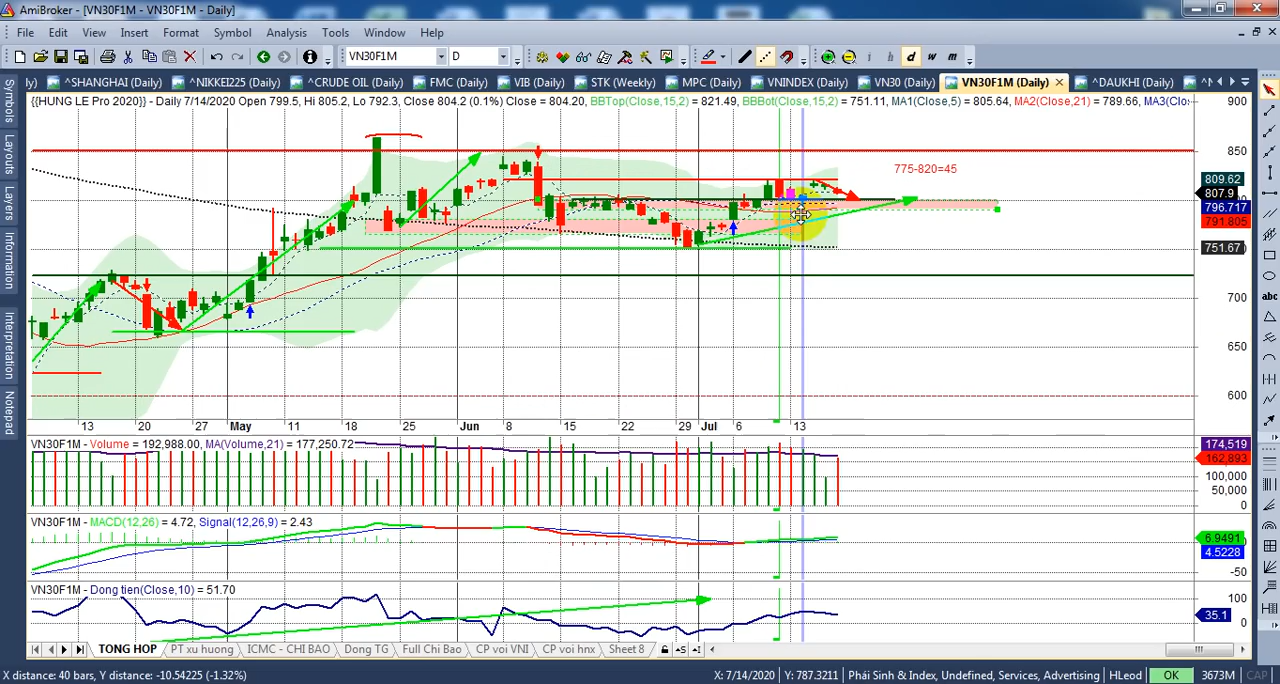 AmiBroker - [VN30F1M - VN30F1M - Daily]
File Edit View Insert Format Symbol Analysis Tools Window Help
VN30F1M D
ly) ^SHANGHAI (Daily) ^NIKKEI225 (Daily) ^CRUDE OIL (Daily) FMC (Daily) VIB (Daily) STK (Weekly) MPC (Daily) VNINDEX (Daily) VN30 (Daily) VN30F1M (Daily) ^DAUKHI (Daily)
{{HUNG LE Pro 2020}} - Daily 7/14/2020 Open 799.5, Hi 805.2, Lo 792.3, Close 804.2 (0.1%) Close = 804.20, BBTop(Close,15,2) = 821.49, BBBot(Close,15,2) = 751.11, MA1(Close,5) = 805.64, MA2(Close,21) = 789.66, MA3(Clo
900
850
775-820=45
809.62
807.9
796.717
791.805
751.67
700
650
600
13 20 27 May 11 18 25 Jun 8 15 22 29 Jul 6 13
VN30F1M - Volume = 192,988.00, MA(Volume,21) = 177,250.72
174,519
162,893
100,000
50,000
VN30F1M - MACD(12,26) = 4.72, Signal(12,26,9) = 2.43
6.9491
4.5228
-50
VN30F1M - Dong tien(Close,10) = 51.70
100
35.1
0
TONG HOP PT xu huong ICMC - CHI BAO Dong TG Full Chi Bao CP voi VNI CP voi hnx Sheet 8
X distance: 40 bars, Y distance: -10.54225 (-1.32%) X: 7/14/2020 Y: 787.3211 Phái Sinh & Index, Undefined, Services, Advertising HLeod OK 3673M CAP
Symbols
Layouts
Layers
Information
Interpretation
Notepad